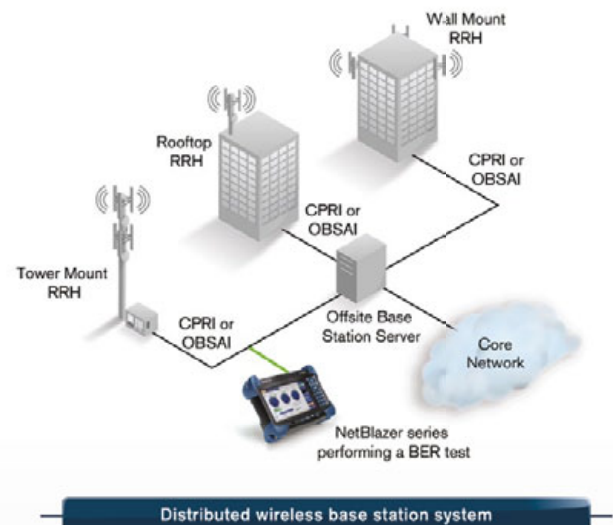 Wall Mount
RRH
Rooftop
RRH
CPRI or
OBSAI
CPRI or
OBSAI
Tower Mount
RRH
CPRI or
OBSAI
Offsite Base
Station Server
Core
Network
NetBlazer series
performing a BER test
Distributed wireless base station system